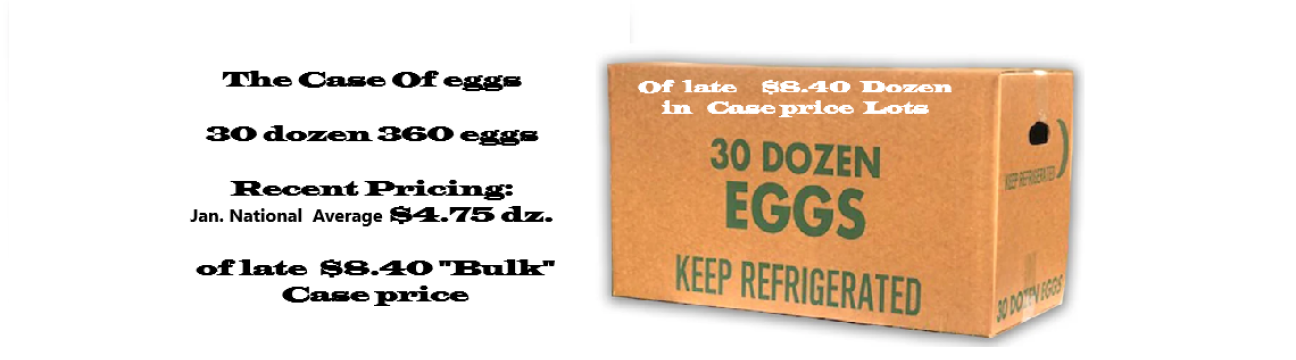 The Case Of eggs
30 dozen 360 eggs
Recent Pricing:
Jan. National Average $4.75 dz.
of late $8.40 "Bulk"
Case price
Of late $8.40 Dozen
in Case price Lots
30 DOZEN
EGGS
KEEP REFRIGERATED
KEEP REFRIGERATED
30 DOZEN EGGS